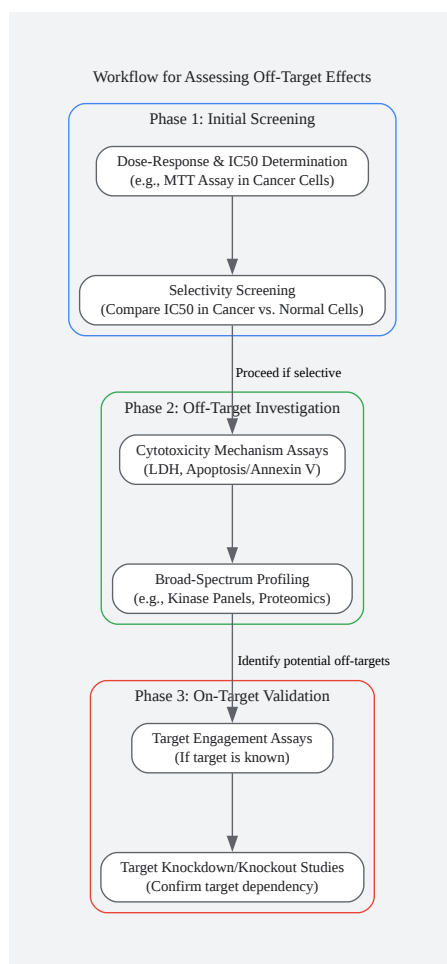 Workflow for Assessing Off-Target Effects
Phase 1: Initial Screening
Dose-Response & IC50 Determination
(e.g., MTT Assay in Cancer Cells)
Selectivity Screening
(Compare IC50 in Cancer vs. Normal Cells)
Proceed if selective
Phase 2: Off-Target Investigation
Cytotoxicity Mechanism Assays
(LDH, Apoptosis/Annexin V)
Broad-Spectrum Profiling
(e.g., Kinase Panels, Proteomics)
Identify potential off-targets
Phase 3: On-Target Validation
Target Engagement Assays
(If target is known)
Target Knockdown/Knockout Studies
(Confirm target dependency)